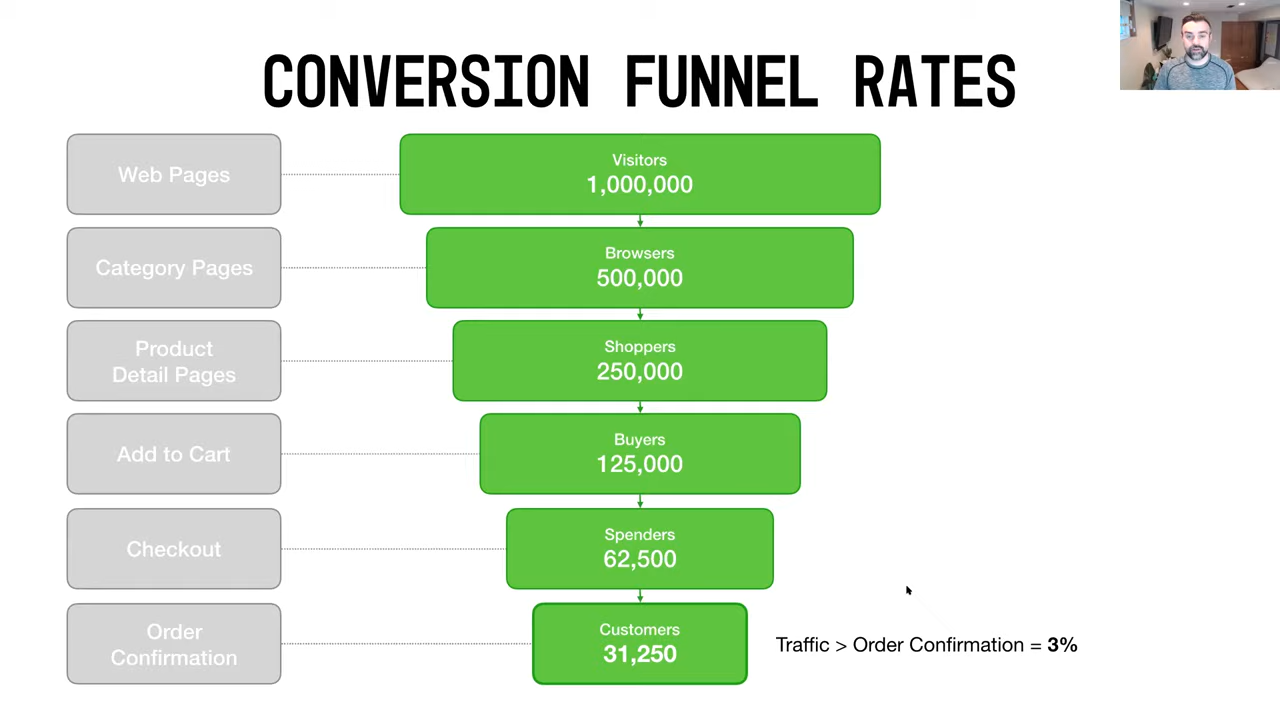 CONVERSION FUNNEL RATES
Web Pages
Visitors
1,000,000
Category Pages
Browsers
500,000
Product
Detail Pages
Shoppers
250,000
Add to Cart
Buyers
125,000
Checkout
Spenders
62,500
Order
Confirmation
Customers
31,250
Traffic > Order Confirmation = 3%